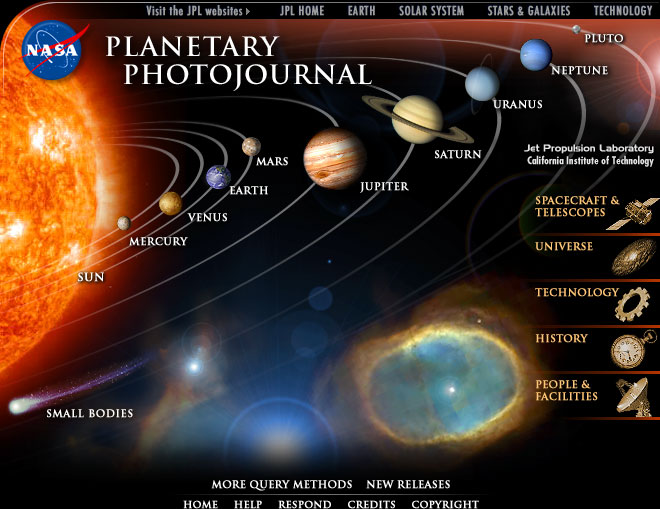 Visit the JPL websites JPL HOME EARTH SOLAR SYSTEM STARS & GALAXIES TECHNOLOGY
NASA
PLANETARY
PHOTOJOURNAL
PLUTO
NEPTUNE
URANUS
SATURN
JUPITER
MARS
EARTH
VENUS
MERCURY
SUN
Jet Propulsion Laboratory
California Institute of Technology
SPACECRAFT &
TELESCOPES
UNIVERSE
TECHNOLOGY
HISTORY
PEOPLE &
FACILITIES
SMALL BODIES
MORE QUERY METHODS NEW RELEASES
HOME HELP RESPOND CREDITS COPYRIGHT